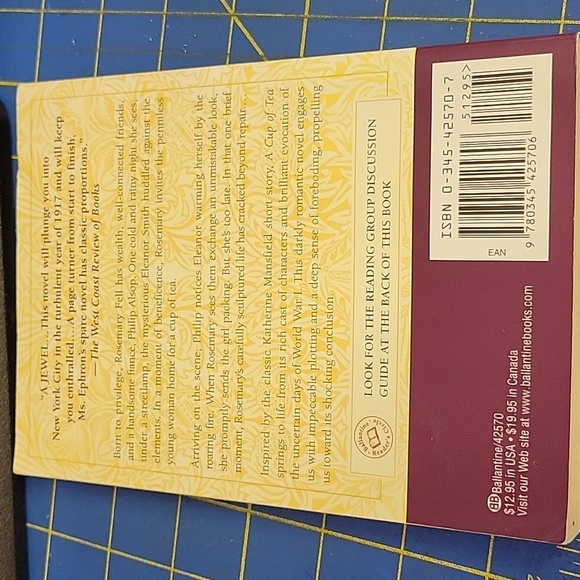 "A JEWEL... This novel will plunge you into
New York City in the turbulent year of 1917 and will keep
you enthralled....A page turner from start to finish,
Ms. Ephron's spare novel has classic proportions."
—The West Coast Review of Books
Born to privilege, Rosemary Fell has wealth, well-connected friends,
and a handsome fiancé, Philip Alsop. One cold and rainy night she sees,
under a streetlamp, the mysterious Eleanor Smith huddled against the
elements. In a moment of beneficence, Rosemary invites the penniless
young woman home for a cup of tea.
Arriving on the scene, Philip notices Eleanor warming herself by the
roaring fire. When Rosemary sees them exchange an unmistakable look,
she promptly sends the girl packing. But she's too late. In that one brief
moment Rosemary's carefully sculptured life has cracked beyond repair...
Inspired by the classic Katherine Mansfield short story, A Cup of Tea
springs to life from its rich cast of characters and brilliant evocation of
the uncertain days of World War I. This darkly romantic novel engages
us with impeccable plotting and a deep sense of foreboding, propelling
us toward its shocking conclusion.
Ballantine Reader's Circle
LOOK FOR THE READING GROUP DISCUSSION
GUIDE AT THE BACK OF THIS BOOK
BB Ballantine/42570
$12.95 in USA • $19.95 in Canada
Visit our Web site at www.ballantinebooks.com
ISBN 0-345-42570-7
51295>
9 780345 425706
EAN